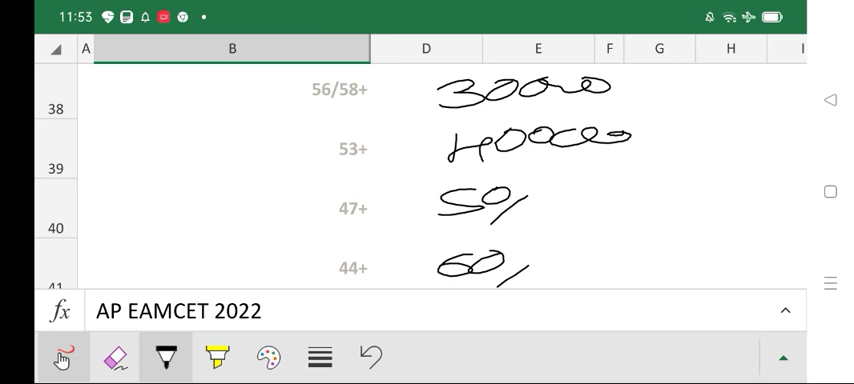 11:53
A B D E F G H I
38 56/58+ 30000
39 53+ 40000
40 47+ 50/
41 44+ 60/
fx AP EAMCET 2022